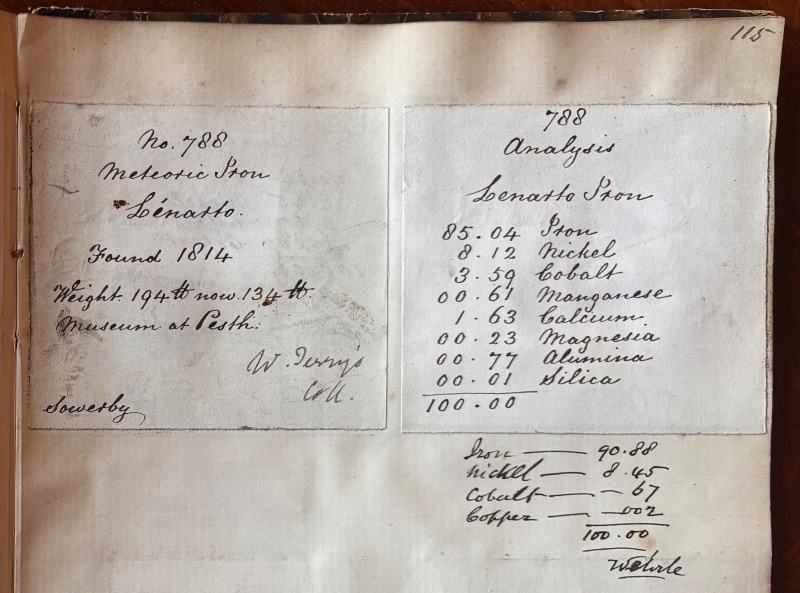 115
No. 788
Meteoric Iron
Lénarto.
Found 1814
Weight. 194 ℔ now. 134 ℔.
Museum at Pesth.
W. Terry's
Coll.
Sowerby
788
Analysis
Lenarto Iron
85.04 Iron
8.12 Nickel
3.59 Cobalt
00.61 Manganese
1.63 Calcium
00.23 Magnesia
00.77 Alumina
00.01 Silica
100.00
Iron — 90.88
Nickel — 8.45
Cobalt — - 67
Copper — 002
100.00
Wehrle